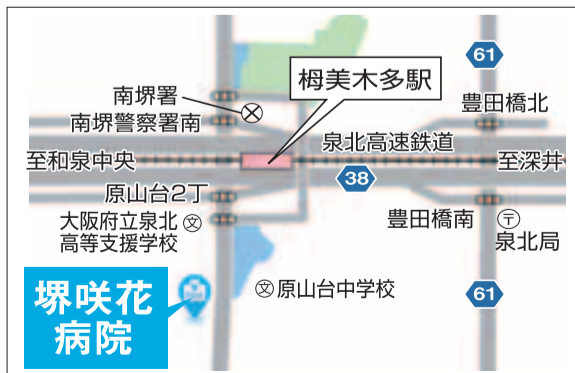 61
栂美木多駅
南堺署
豊田橋北
南堺警察署南
泉北高速鉄道
至和泉中央
至深井
38
原山台2丁
大阪府立泉北
高等支援学校
文
豊田橋南
〒
泉北局
文
原山台中学校
堺咲花
病院
61